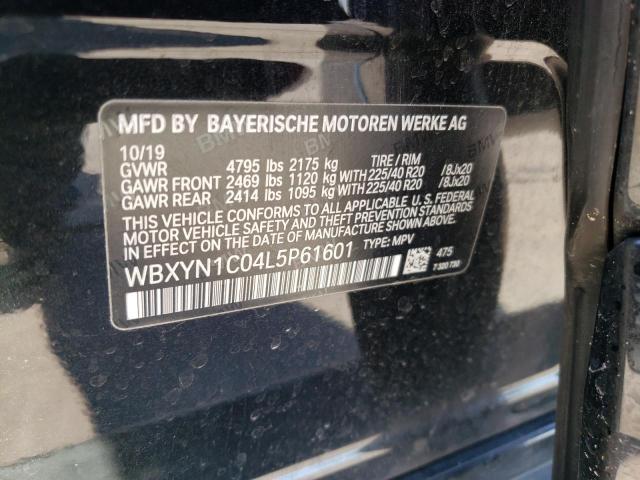 MFD BY BAYERISCHE MOTOREN WERKE AG
10/19
GVWR 4795 lbs 2175 kg TIRE / RIM
GAWR FRONT 2469 lbs 1120 kg WITH 225/40 R20 /8Jx20
GAWR REAR 2414 lbs 1095 kg WITH 225/40 R20 /8Jx20
THIS VEHICLE CONFORMS TO ALL APPLICABLE U.S. FEDERAL
MOTOR VEHICLE SAFETY AND THEFT PREVENTION STANDARDS
IN EFFECT ON THE DATE OF MANUFACTURE SHOWN ABOVE.
WBXYN1C04L5P61601 TYPE: MPV
475
7 320 730